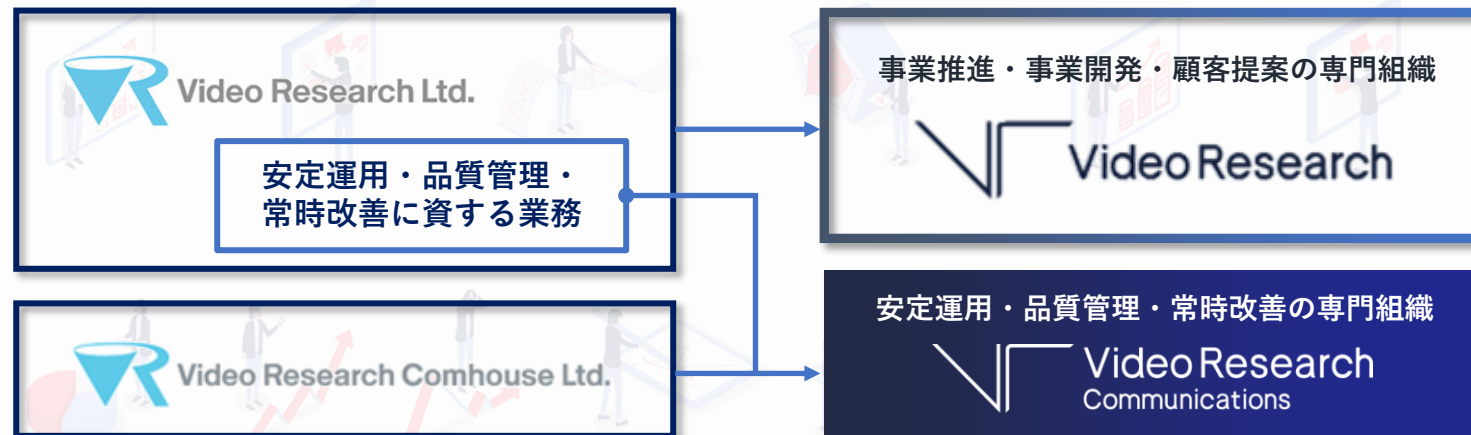 Video Research Ltd.
安定運用・品質管理・
常時改善に資する業務
Video Research Comhouse Ltd.
事業推進・事業開発・顧客提案の専門組織
Video Research
安定運用・品質管理・常時改善の専門組織
Video Research
Communications